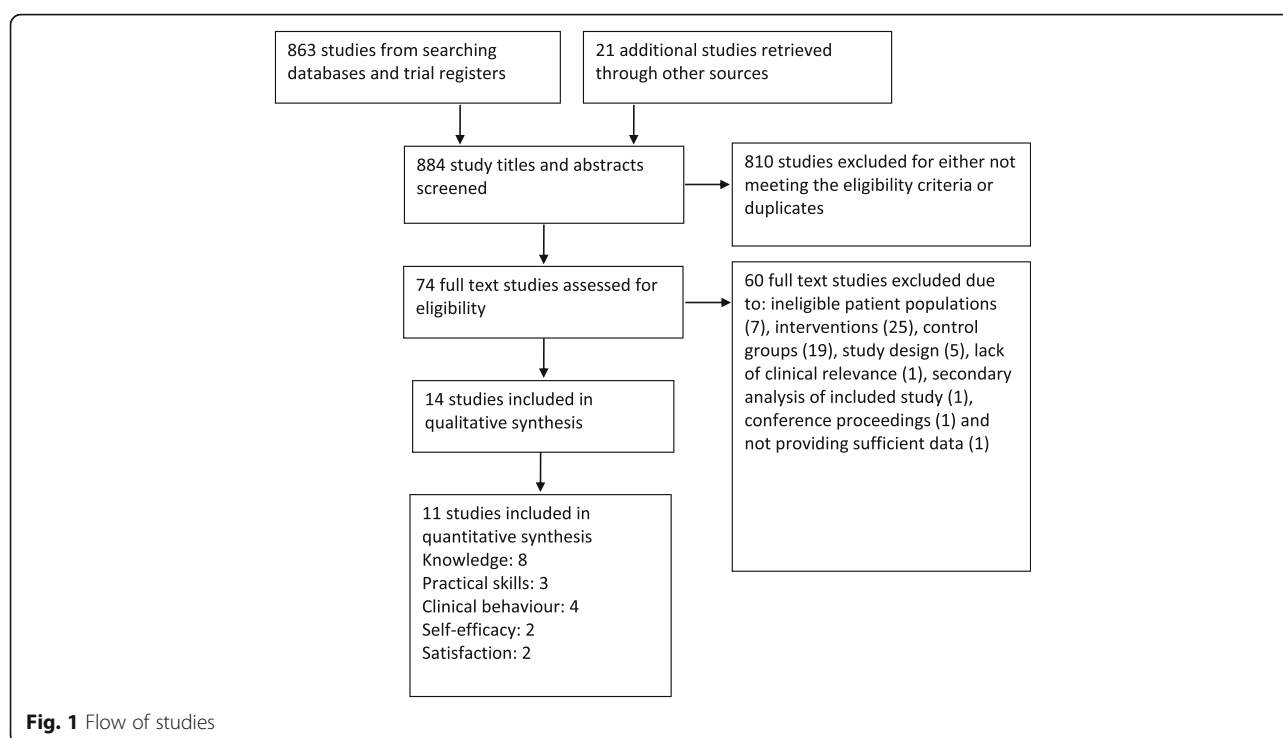 863 studies from searching
databases and trial registers
21 additional studies retrieved
through other sources
884 study titles and abstracts
screened
810 studies excluded for either not
meeting the eligibility criteria or
duplicates
74 full text studies assessed for
eligibility
60 full text studies excluded due
to: ineligible patient populations
(7), interventions (25), control
groups (19), study design (5), lack
of clinical relevance (1), secondary
analysis of included study (1),
conference proceedings (1) and
not providing sufficient data (1)
14 studies included in
qualitative synthesis
11 studies included in
quantitative synthesis
Knowledge: 8
Practical skills: 3
Clinical behaviour: 4
Self-efficacy: 2
Satisfaction: 2
Fig. 1 Flow of studies